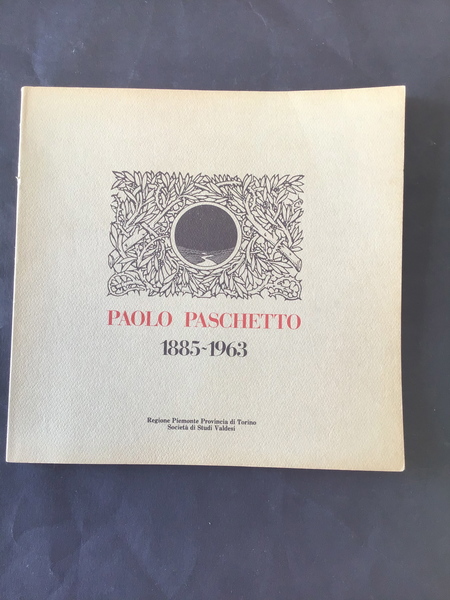 PAOLO PASCHETTO
1885-1963
Regione Piemonte Provincia di Torino
Società di Studi Valdesi